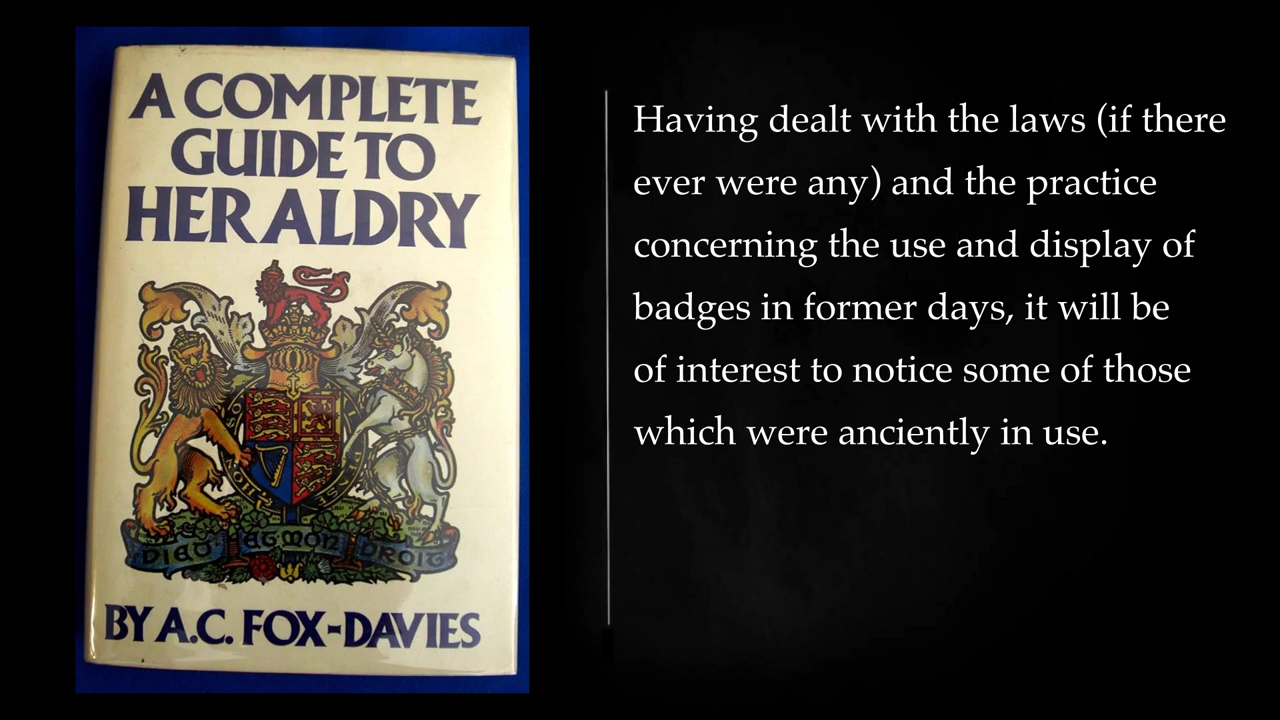 A COMPLETE
GUIDE TO
HERALDRY
DIEU ET MON DROIT
BY A.C. FOX-DAVIES
Having dealt with the laws (if there
ever were any) and the practice
concerning the use and display of
badges in former days, it will be
of interest to notice some of those
which were anciently in use.